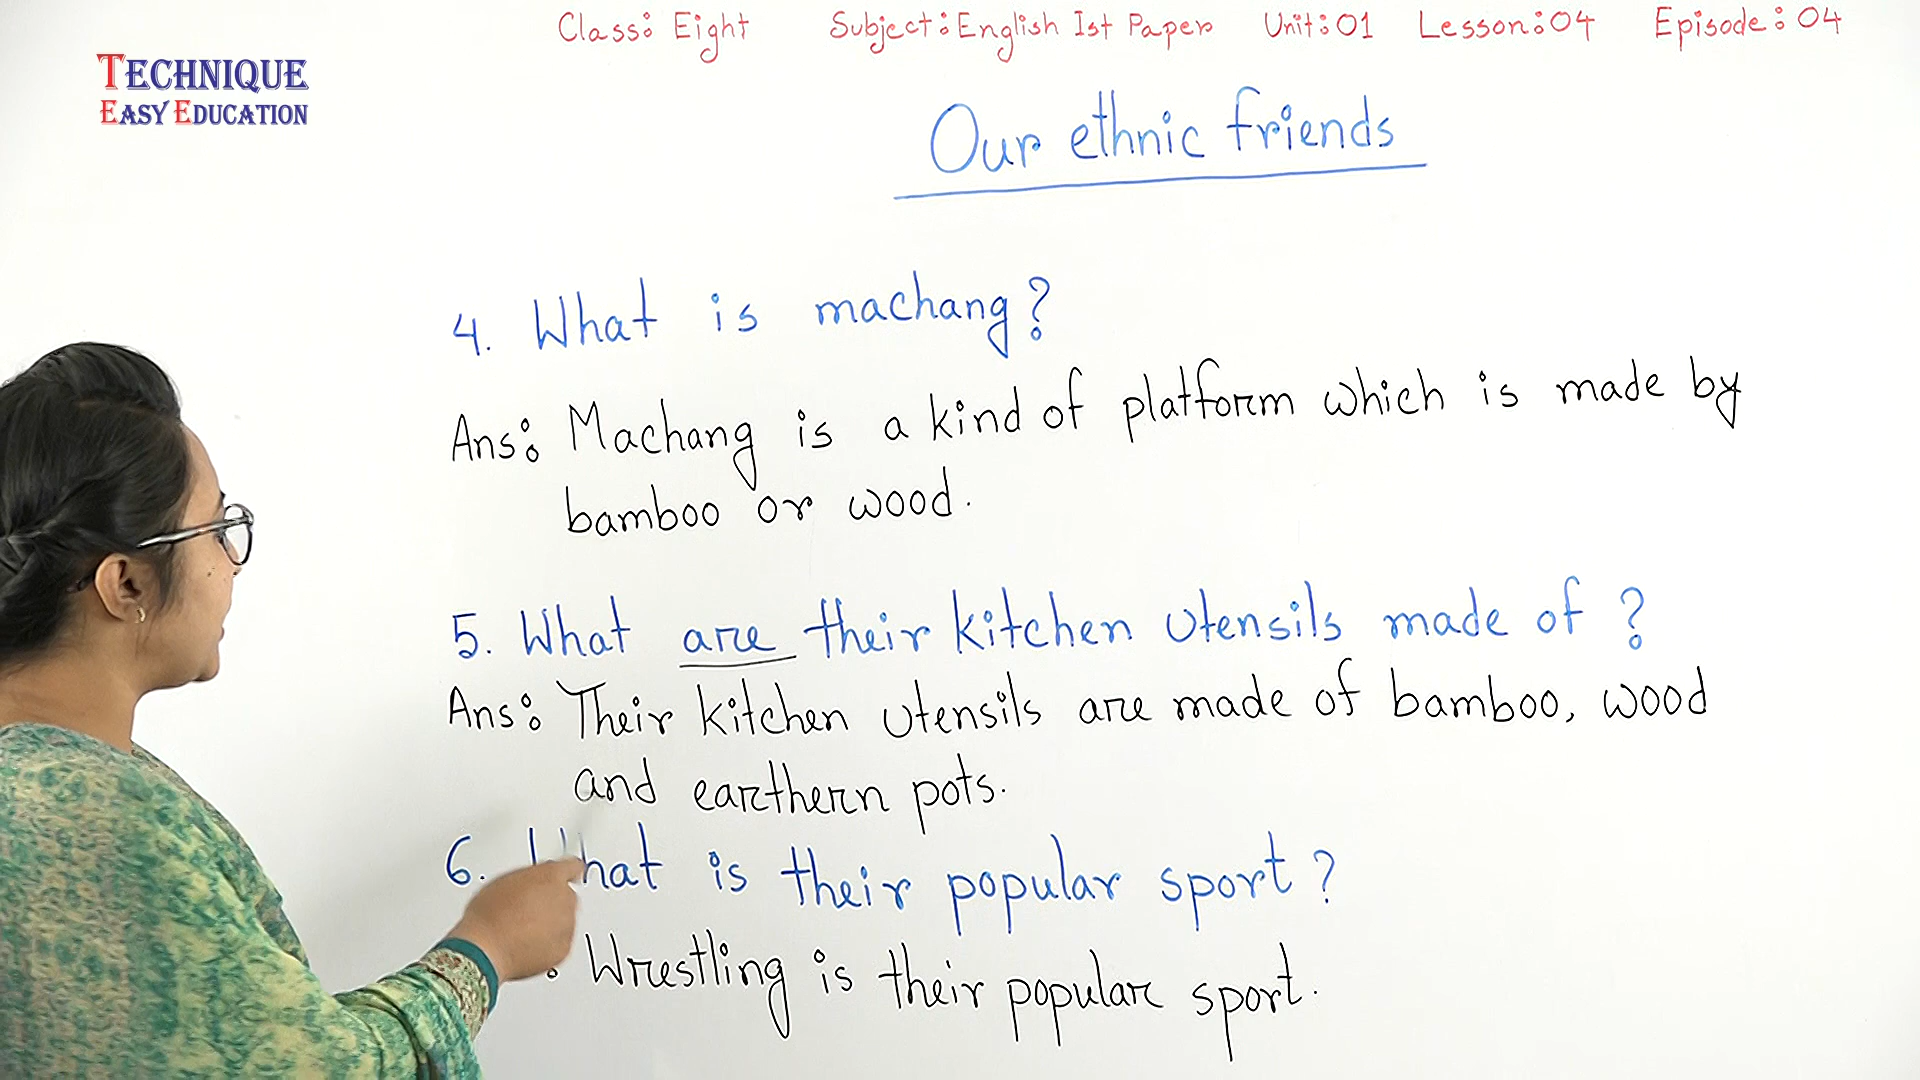 Class: Eight Subject: English 1st Paper Unit: 01 Lesson: 04 Episode: 04
TECHNIQUE
EASY EDUCATION
Our ethnic friends
4. What is machang?
Ans: Machang is a kind of platform which is made by
bamboo or wood.
5. What are their kitchen utensils made of ?
Ans: Their kitchen utensils are made of bamboo, wood
and earthern pots.
6. What is their popular sport ?
: Wrestling is their popular sport.